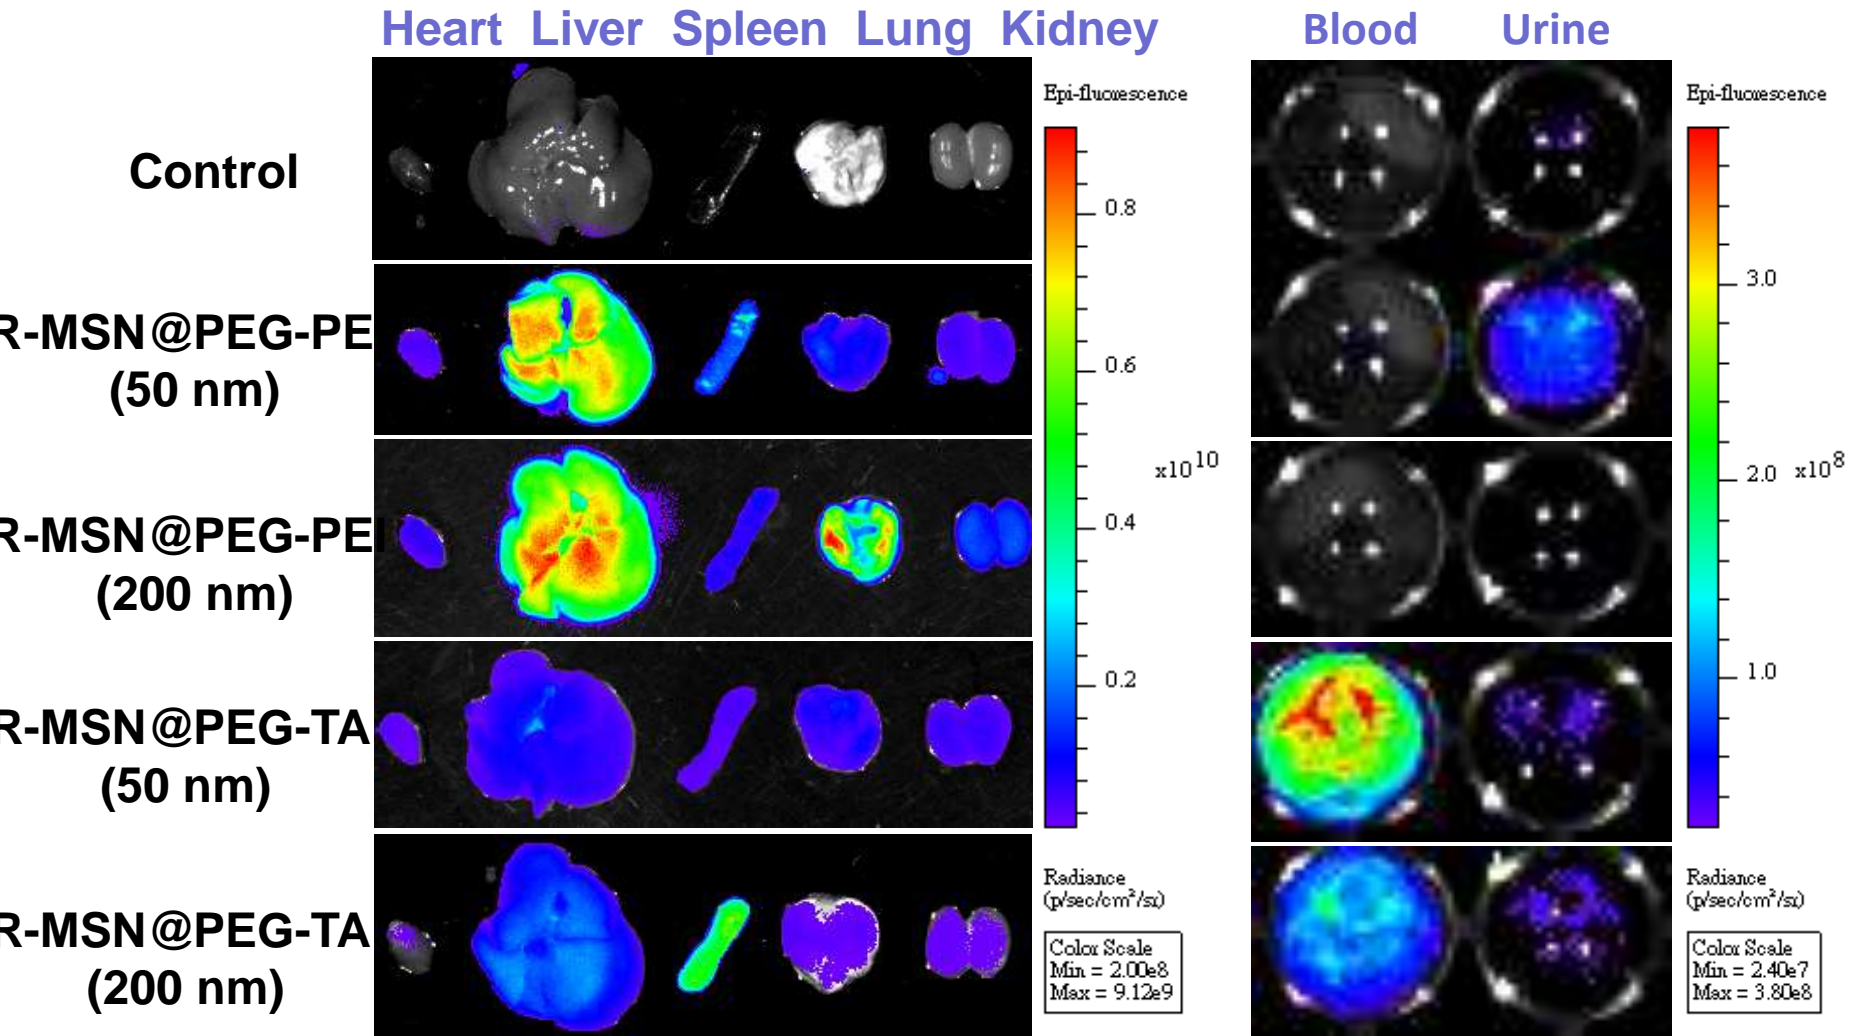 Heart Liver Spleen Lung Kidney Blood Urine
Control
R-MSN@PEG-PE
(50 nm)
R-MSN@PEG-PEI
(200 nm)
R-MSN@PEG-TA
(50 nm)
R-MSN@PEG-TA
(200 nm)
Epi-fluorescence
0.8
0.6
x10^10
0.4
0.2
Radiance
(p/sec/cm²/sr)
Color Scale
Min = 2.00e8
Max = 9.12e9
Epi-fluorescence
3.0
2.0 x10^8
1.0
Radiance
(p/sec/cm²/sr)
Color Scale
Min = 2.40e7
Max = 3.80e8